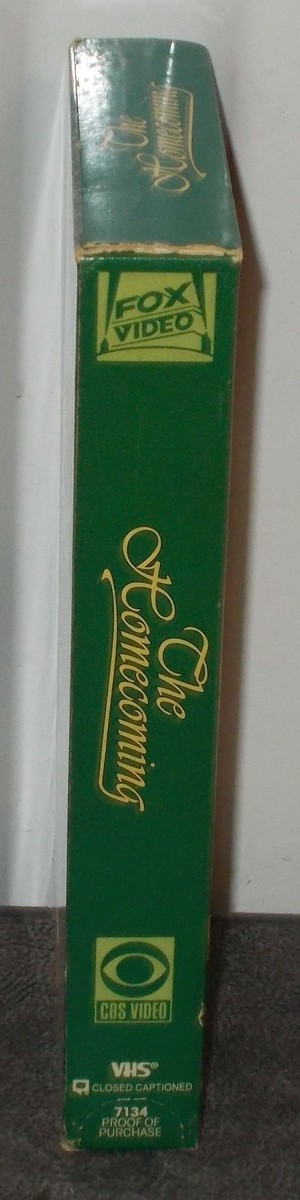 The
Homecoming
FOX
VIDEO
The
Homecoming
CBS VIDEO
VHS®
CLOSED CAPTIONED
7134
PROOF OF
PURCHASE